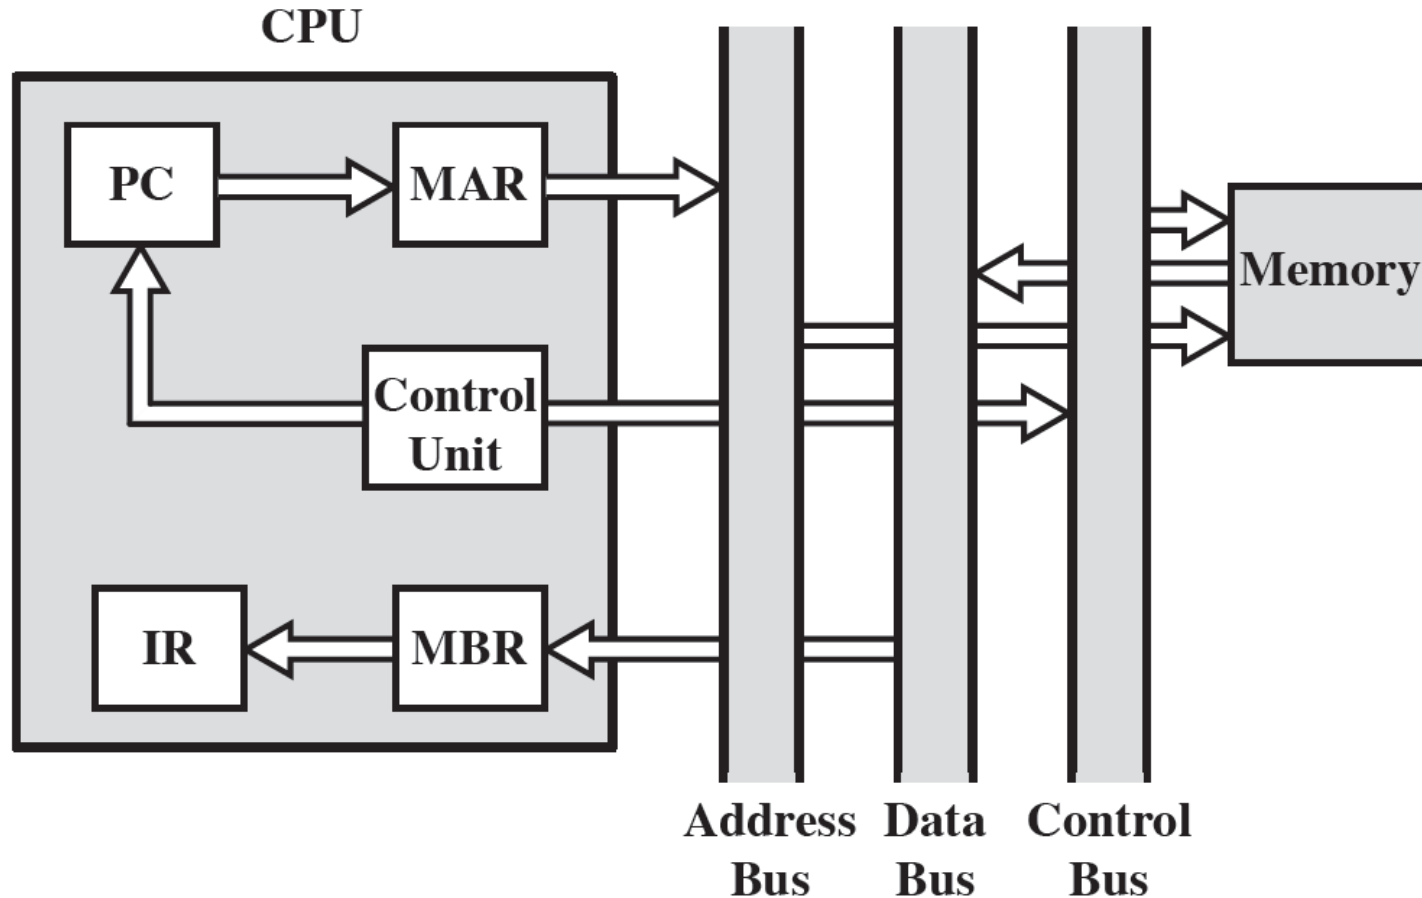 CPU
PC
MAR
Memory
Control
Unit
IR
MBR
Address
Bus
Data
Bus
Control
Bus